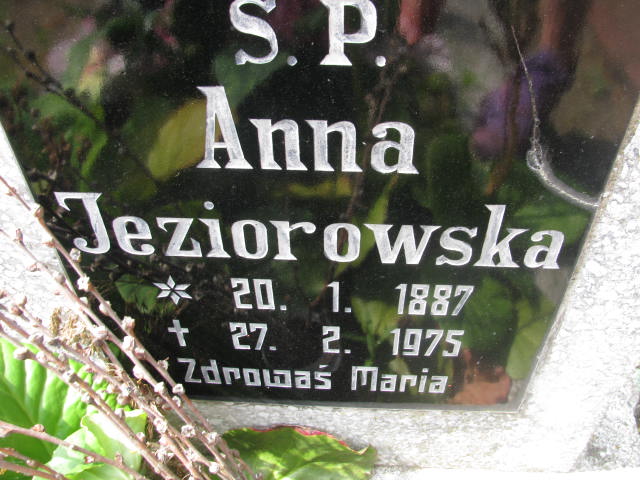 Ś.P.
Anna
Jeziorowska
* 20. 1. 1887
† 27. 2. 1975
Zdrowaś Maria